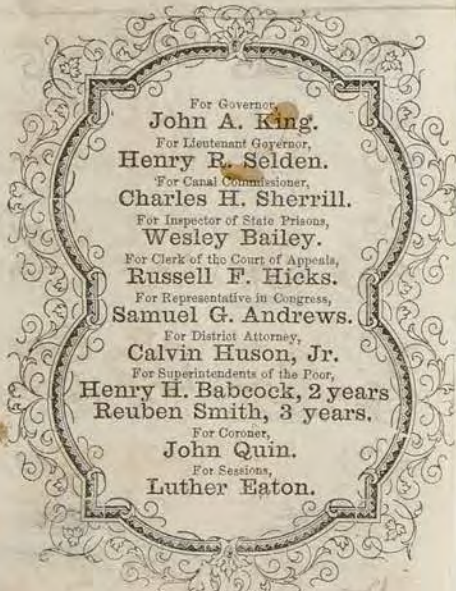 For Governor,
John A. King.
For Lieutenant Governor,
Henry R. Selden.
For Canal Commissioner,
Charles H. Sherrill.
For Inspector of State Prisons,
Wesley Bailey.
For Clerk of the Court of Appeals,
Russell F. Hicks.
For Representative in Congress,
Samuel G. Andrews.
For District Attorney,
Calvin Huson, Jr.
For Superintendents of the Poor,
Henry H. Babcock, 2 years
Reuben Smith, 3 years.
For Coroner,
John Quin.
For Sessions,
Luther Eaton.